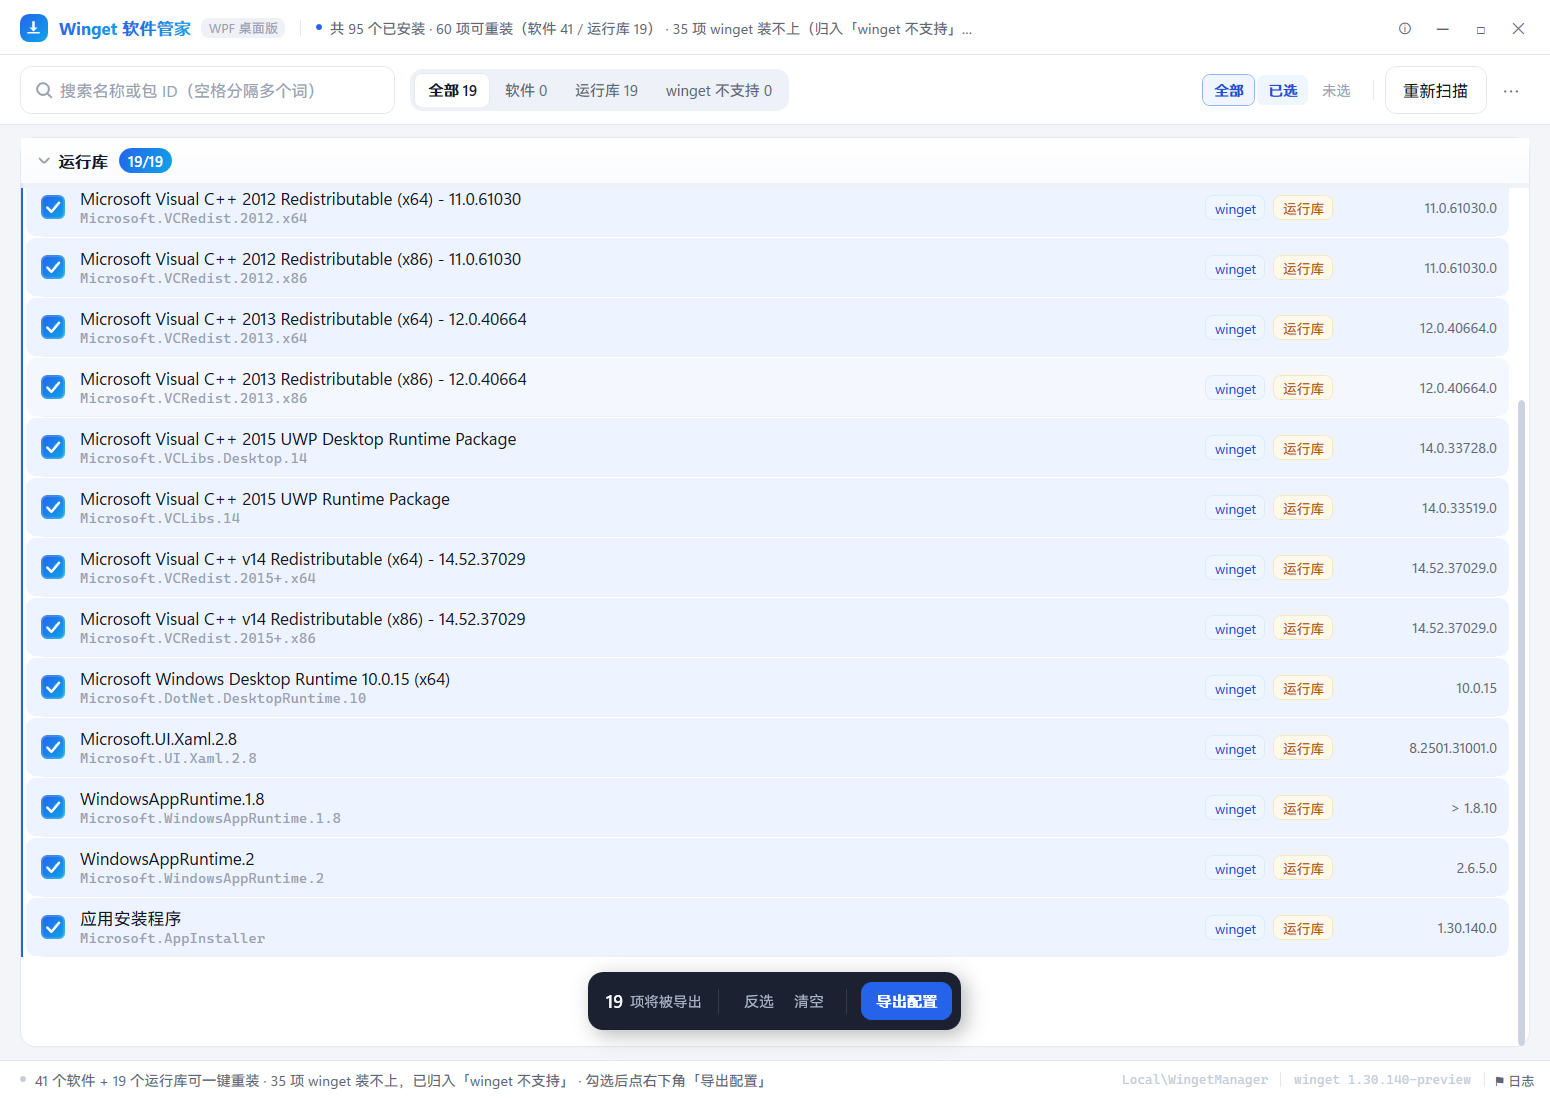 Winget 软件管家 WPF 桌面版 共 95 个已安装 · 60 项可重装（软件 41 / 运行库 19） · 35 项 winget 装不上（归入「winget 不支持」...
搜索名称或包 ID（空格分隔多个词） 全部 19 软件 0 运行库 19 winget 不支持 0 全部 已选 未选 重新扫描 ...
运行库 19/19
Microsoft Visual C++ 2012 Redistributable (x64) - 11.0.61030
Microsoft.VCRedist.2012.x64
winget 运行库 11.0.61030.0
Microsoft Visual C++ 2012 Redistributable (x86) - 11.0.61030
Microsoft.VCRedist.2012.x86
winget 运行库 11.0.61030.0
Microsoft Visual C++ 2013 Redistributable (x64) - 12.0.40664
Microsoft.VCRedist.2013.x64
winget 运行库 12.0.40664.0
Microsoft Visual C++ 2013 Redistributable (x86) - 12.0.40664
Microsoft.VCRedist.2013.x86
winget 运行库 12.0.40664.0
Microsoft Visual C++ 2015 UWP Desktop Runtime Package
Microsoft.VCLibs.Desktop.14
winget 运行库 14.0.33728.0
Microsoft Visual C++ 2015 UWP Runtime Package
Microsoft.VCLibs.14
winget 运行库 14.0.33519.0
Microsoft Visual C++ v14 Redistributable (x64) - 14.52.37029
Microsoft.VCRedist.2015+.x64
winget 运行库 14.52.37029.0
Microsoft Visual C++ v14 Redistributable (x86) - 14.52.37029
Microsoft.VCRedist.2015+.x86
winget 运行库 14.52.37029.0
Microsoft Windows Desktop Runtime 10.0.15 (x64)
Microsoft.DotNet.DesktopRuntime.10
winget 运行库 10.0.15
Microsoft.UI.Xaml.2.8
Microsoft.UI.Xaml.2.8
winget 运行库 8.2501.31001.0
WindowsAppRuntime.1.8
Microsoft.WindowsAppRuntime.1.8
winget 运行库 > 1.8.10
WindowsAppRuntime.2
Microsoft.WindowsAppRuntime.2
winget 运行库 2.6.5.0
应用安装程序
Microsoft.AppInstaller
winget 运行库 1.30.140.0
19 项将被导出 反选 清空 导出配置
41 个软件 + 19 个运行库可一键重装 · 35 项 winget 装不上，已归入「winget 不支持」 · 勾选后点右下角「导出配置」 Local\WingetManager winget 1.30.140-preview 日志